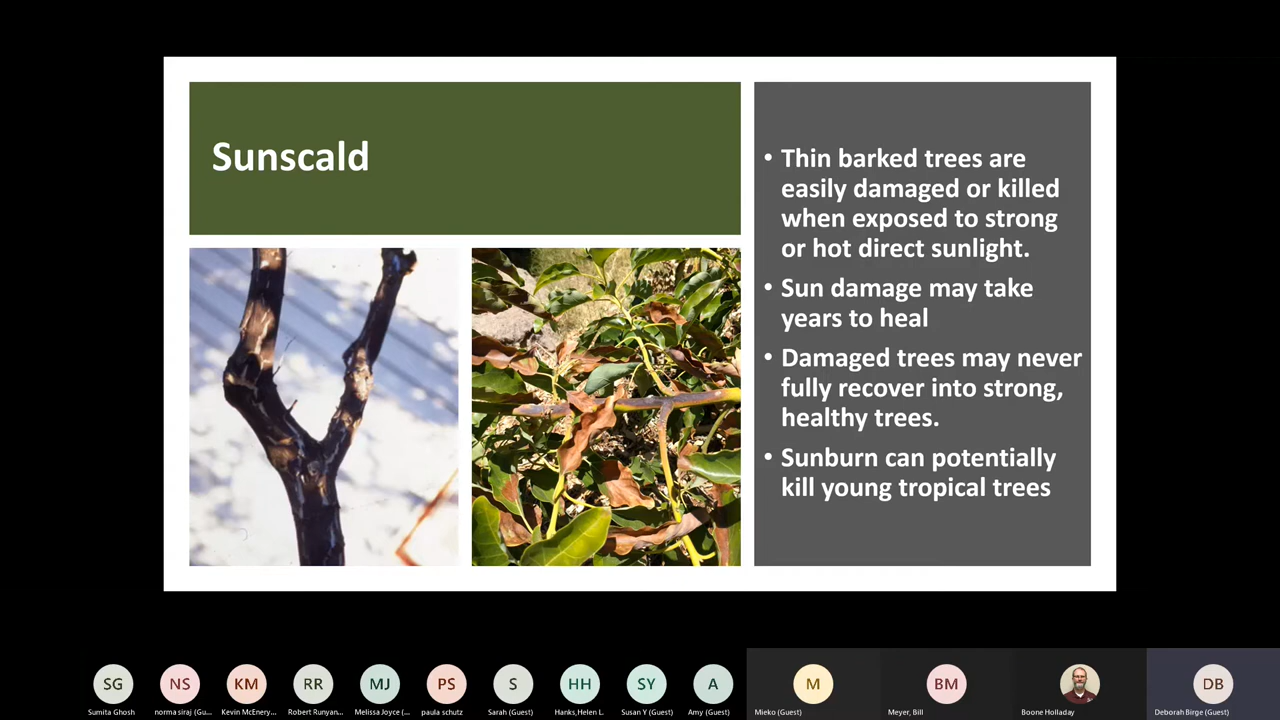 Sunscald
• Thin barked trees are
easily damaged or killed
when exposed to strong
or hot direct sunlight.
• Sun damage may take
years to heal
• Damaged trees may never
fully recover into strong,
healthy trees.
• Sunburn can potentially
kill young tropical trees
SG NS KM RR MJ PS S HH SY A M BM DB
Sumita Ghosh norma siraj (Gu... Kevin McEnery... Robert Runyan... Melissa Joyce (... paula schutz Sarah (Guest) Hanks,Helen L. Susan Y (Guest) Amy (Guest) Mieko (Guest) Meyer, Bill Boone Holladay Deborah Birge (Guest)